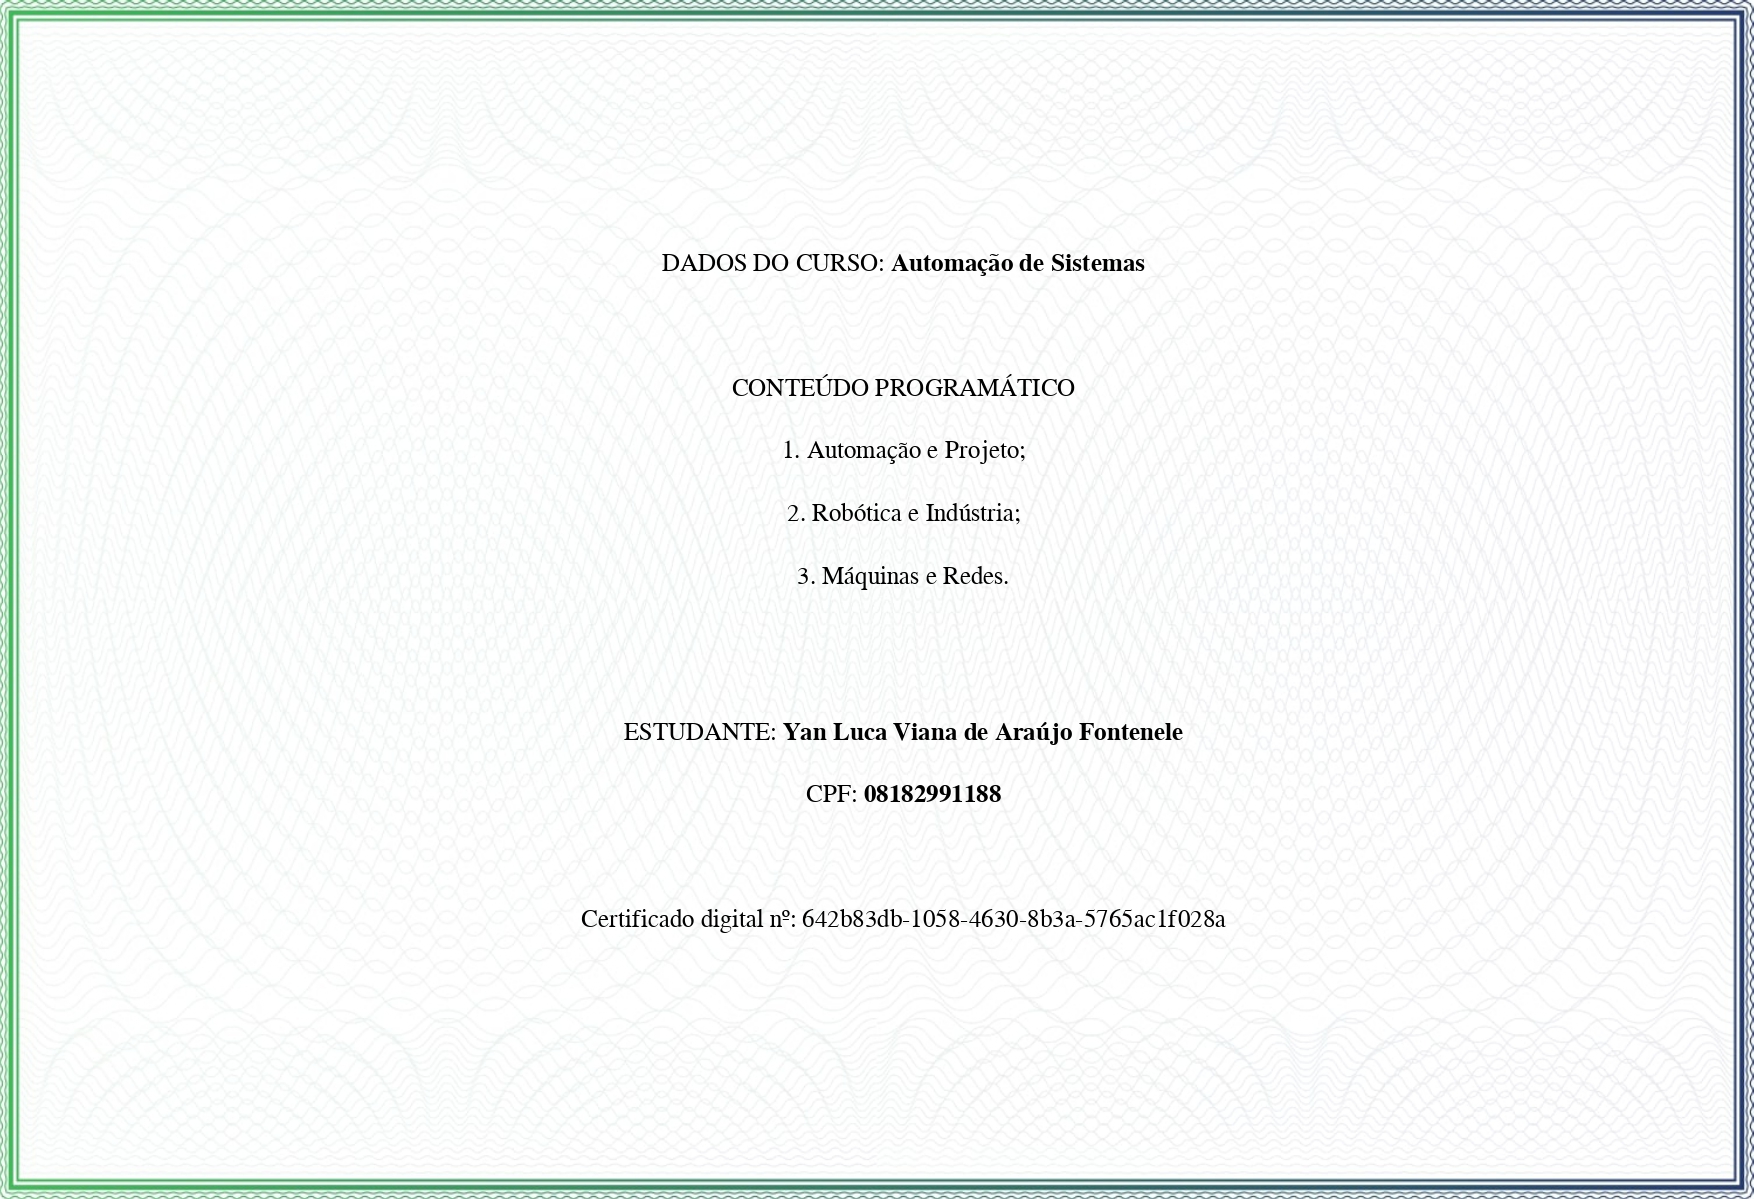 DADOS DO CURSO: Automação de Sistemas
CONTEÚDO PROGRAMÁTICO
1. Automação e Projeto;
2. Robótica e Indústria;
3. Máquinas e Redes.
ESTUDANTE: Yan Luca Viana de Araújo Fontenele
CPF: 08182991188
Certificado digital nº: 642b83db-1058-4630-8b3a-5765ac1f028a